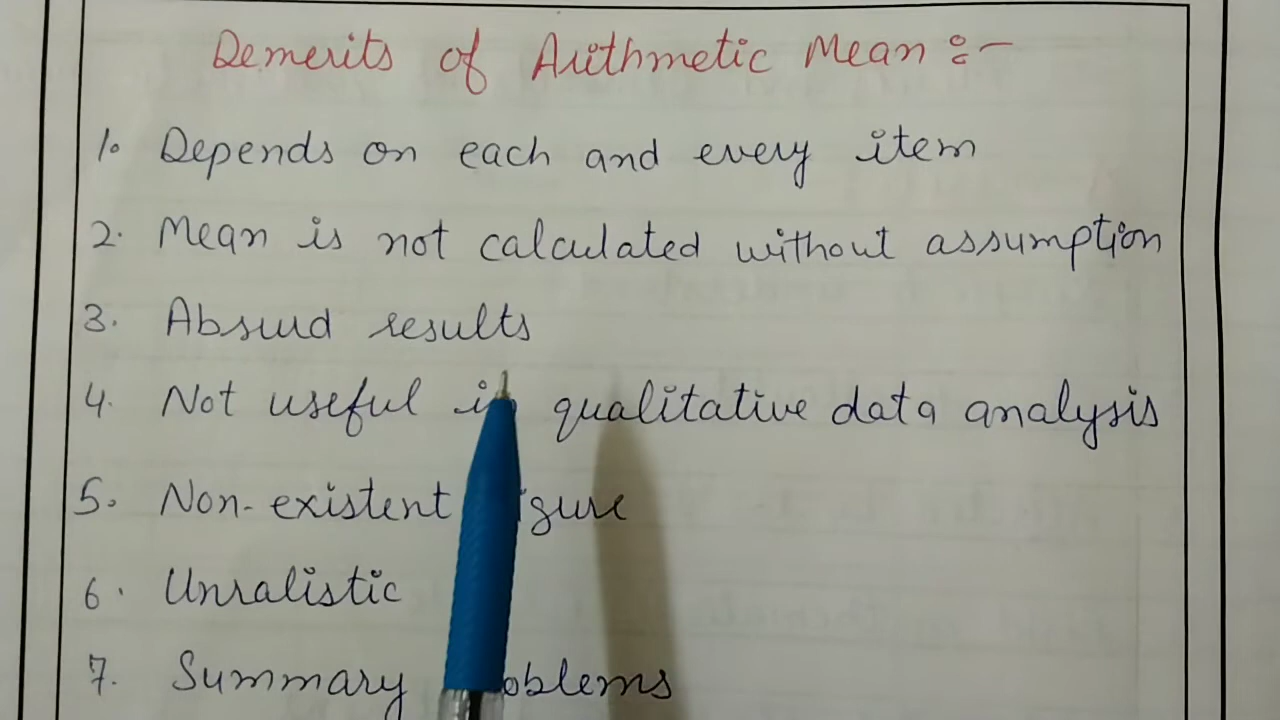 Demerits of Arithmetic Mean :-
1. Depends on each and every item
2. Mean is not calculated without assumption
3. Absurd results
4. Not useful in qualitative data analysis
5. Non-existent
6. Unralistic
7. Summary